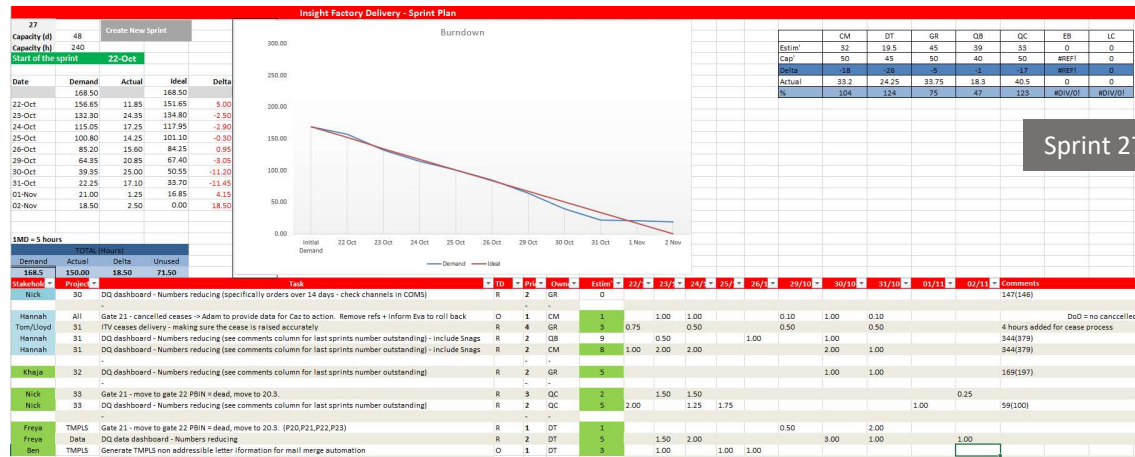 Insight Factory Delivery - Sprint Plan
27
Capacity (d) 48 Create New Sprint
Capacity (h) 240
Start of the sprint 22-Oct
Date Demand Actual Ideal Delta
168.50 168.50
22-Oct 156.65 11.85 151.65 5.00
23-Oct 132.30 24.35 134.80 -2.50
24-Oct 115.05 17.25 117.95 -2.90
25-Oct 100.80 14.25 101.10 -0.30
26-Oct 85.20 15.60 84.25 0.95
29-Oct 64.35 20.85 67.40 -3.05
30-Oct 39.35 25.00 50.55 -11.20
31-Oct 22.25 17.10 33.70 -11.45
01-Nov 21.00 1.25 16.85 4.15
02-Nov 18.50 2.50 0.00 18.50
1MD = 5 hours
TOTAL (Hours)
Demand Actual Delta Unused
168.5 150.00 18.50 71.50
Burndown
300.00
250.00
200.00
150.00
100.00
50.00
0.00
Initial Demand 22 Oct 23 Oct 24 Oct 25 Oct 26 Oct 29 Oct 30 Oct 31 Oct 1 Nov 2 Nov
Demand Ideal
CM DT GR QB QC EB LC
Estim' 32 19.5 45 39 33 0 0
Cap' 50 45 50 40 50 #REF! 0
Delta -18 -26 -5 -1 -17 #REF! 0
Actual 33.2 24.25 33.75 18.3 40.5 0 0
% 104 124 75 47 123 #DIV/0! #DIV/0!
Sprint 27
Stakehold Project Task TD Pric Own Estim' 22/1 23/1 24/1 25/ 26/1 29/10 30/10 31/10 01/11 02/11 Comments
Nick 30 DQ dashboard - Numbers reducing (specifically orders over 14 days - check channels in COMS) R 2 GR 0 147(146)
- -
Hannah All Gate 21 - cancelled ceases -> Adam to provide data for Caz to action. Remove refs + inform Eva to roll back O 1 CM 1 1.00 1.00 0.10 1.00 0.10 DoD = no canccelled
Tom/Lloyd 31 ITV ceases delivery - making sure the cease is raised accurately R 4 GR 3 0.75 0.50 0.50 0.50 4 hours added for cease process
Hannah 31 DQ dashboard - Numbers reducing (see comments column for last sprints number outstanding) - include Snags R 2 QB 9 0.50 1.00 1.00 344(379)
Hannah 31 DQ dashboard - Numbers reducing (see comments column for last sprints number outstanding) - include Snags R 2 CM 8 1.00 2.00 2.00 2.00 1.00 344(379)
- - -
Khaja 32 DQ dashboard - Numbers reducing (see comments column for last sprints number outstanding) R 2 GR 5 1.00 1.00 169(197)
- - -
Nick 33 Gate 21 - move to gate 22 PBIN = dead, move to 20.3. R 3 QC 2 1.50 1.50 0.25
Nick 33 DQ dashboard - Numbers reducing (see comments column for last sprints number outstanding) R 2 QC 5 2.00 1.25 1.75 1.00 59(100)
- - -
Freya TMPLS Gate 21 - move to gate 22 PBIN = dead, move to 20.3. (P20,P21,P22,P23) R 1 DT 1 0.50 2.00
Freya Data DQ data dashboard - Numbers reducing R 2 DT 5 1.50 2.00 3.00 1.00 1.00
Ben TMPLS Generate TMPLS non addressible letter iformation for mail merge automation O 1 DT 3 1.00 1.00 1.00